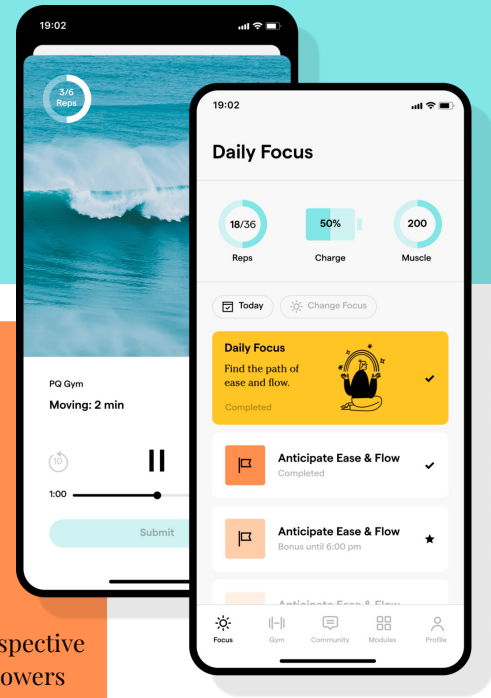 19:02
3/6
Reps
PQ Gym
Moving: 2 min
10
1:00
Submit
spective
owers
19:02
Daily Focus
18/36
50%
200
Reps
Charge
Muscle
Today
Change Focus
Daily Focus
Find the path of
ease and flow.
Completed
Anticipate Ease & Flow
Completed
Anticipate Ease & Flow
Bonus until 6:00 pm
Anticipate Ease & Flow
Focus
Gym
Community
Modules
Profile